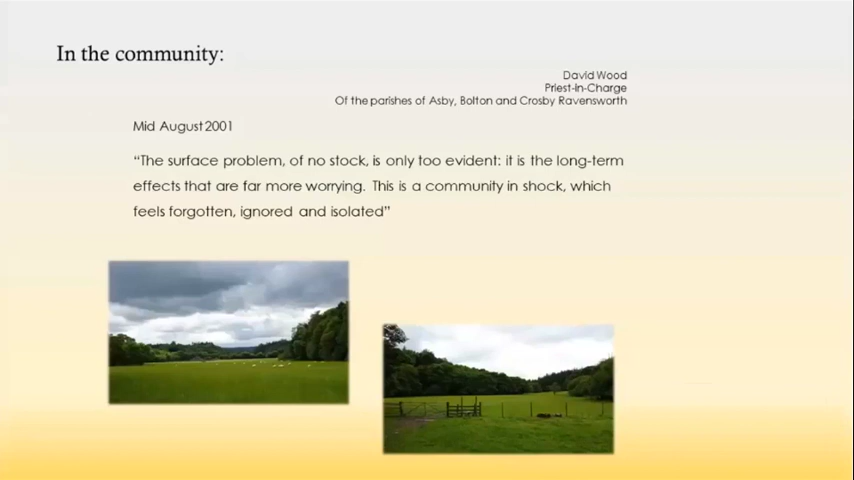 In the community:
David Wood
Priest-in-Charge
Of the parishes of Asby, Bolton and Crosby Ravensworth
Mid August 2001
“The surface problem, of no stock, is only too evident: it is the long-term
effects that are far more worrying. This is a community in shock, which
feels forgotten, ignored and isolated”